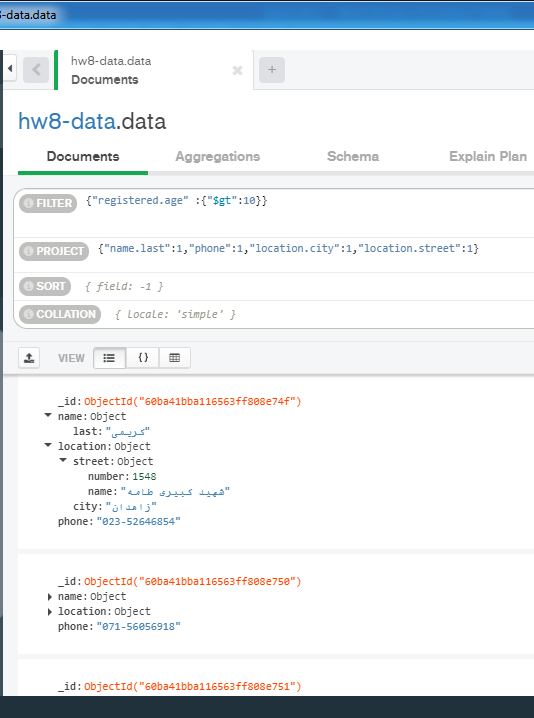 8-data.data
hw8-data.data
Documents
hw8-data.data
Documents Aggregations Schema Explain Plan
FILTER {"registered.age" :{"$gt":10}}
PROJECT {"name.last":1,"phone":1,"location.city":1,"location.street":1}
SORT { field: -1 }
COLLATION { locale: 'simple' }
VIEW {}
_id: ObjectId("60ba41bba116563ff808e74f")
name: Object
last: "کریمی"
location: Object
street: Object
number: 1548
name: "شهید کبیری طامه"
city: "زاهدان"
phone: "023-52646854"
_id: ObjectId("60ba41bba116563ff808e750")
name: Object
location: Object
phone: "071-56056918"
_id: ObjectId("60ba41bba116563ff808e751")